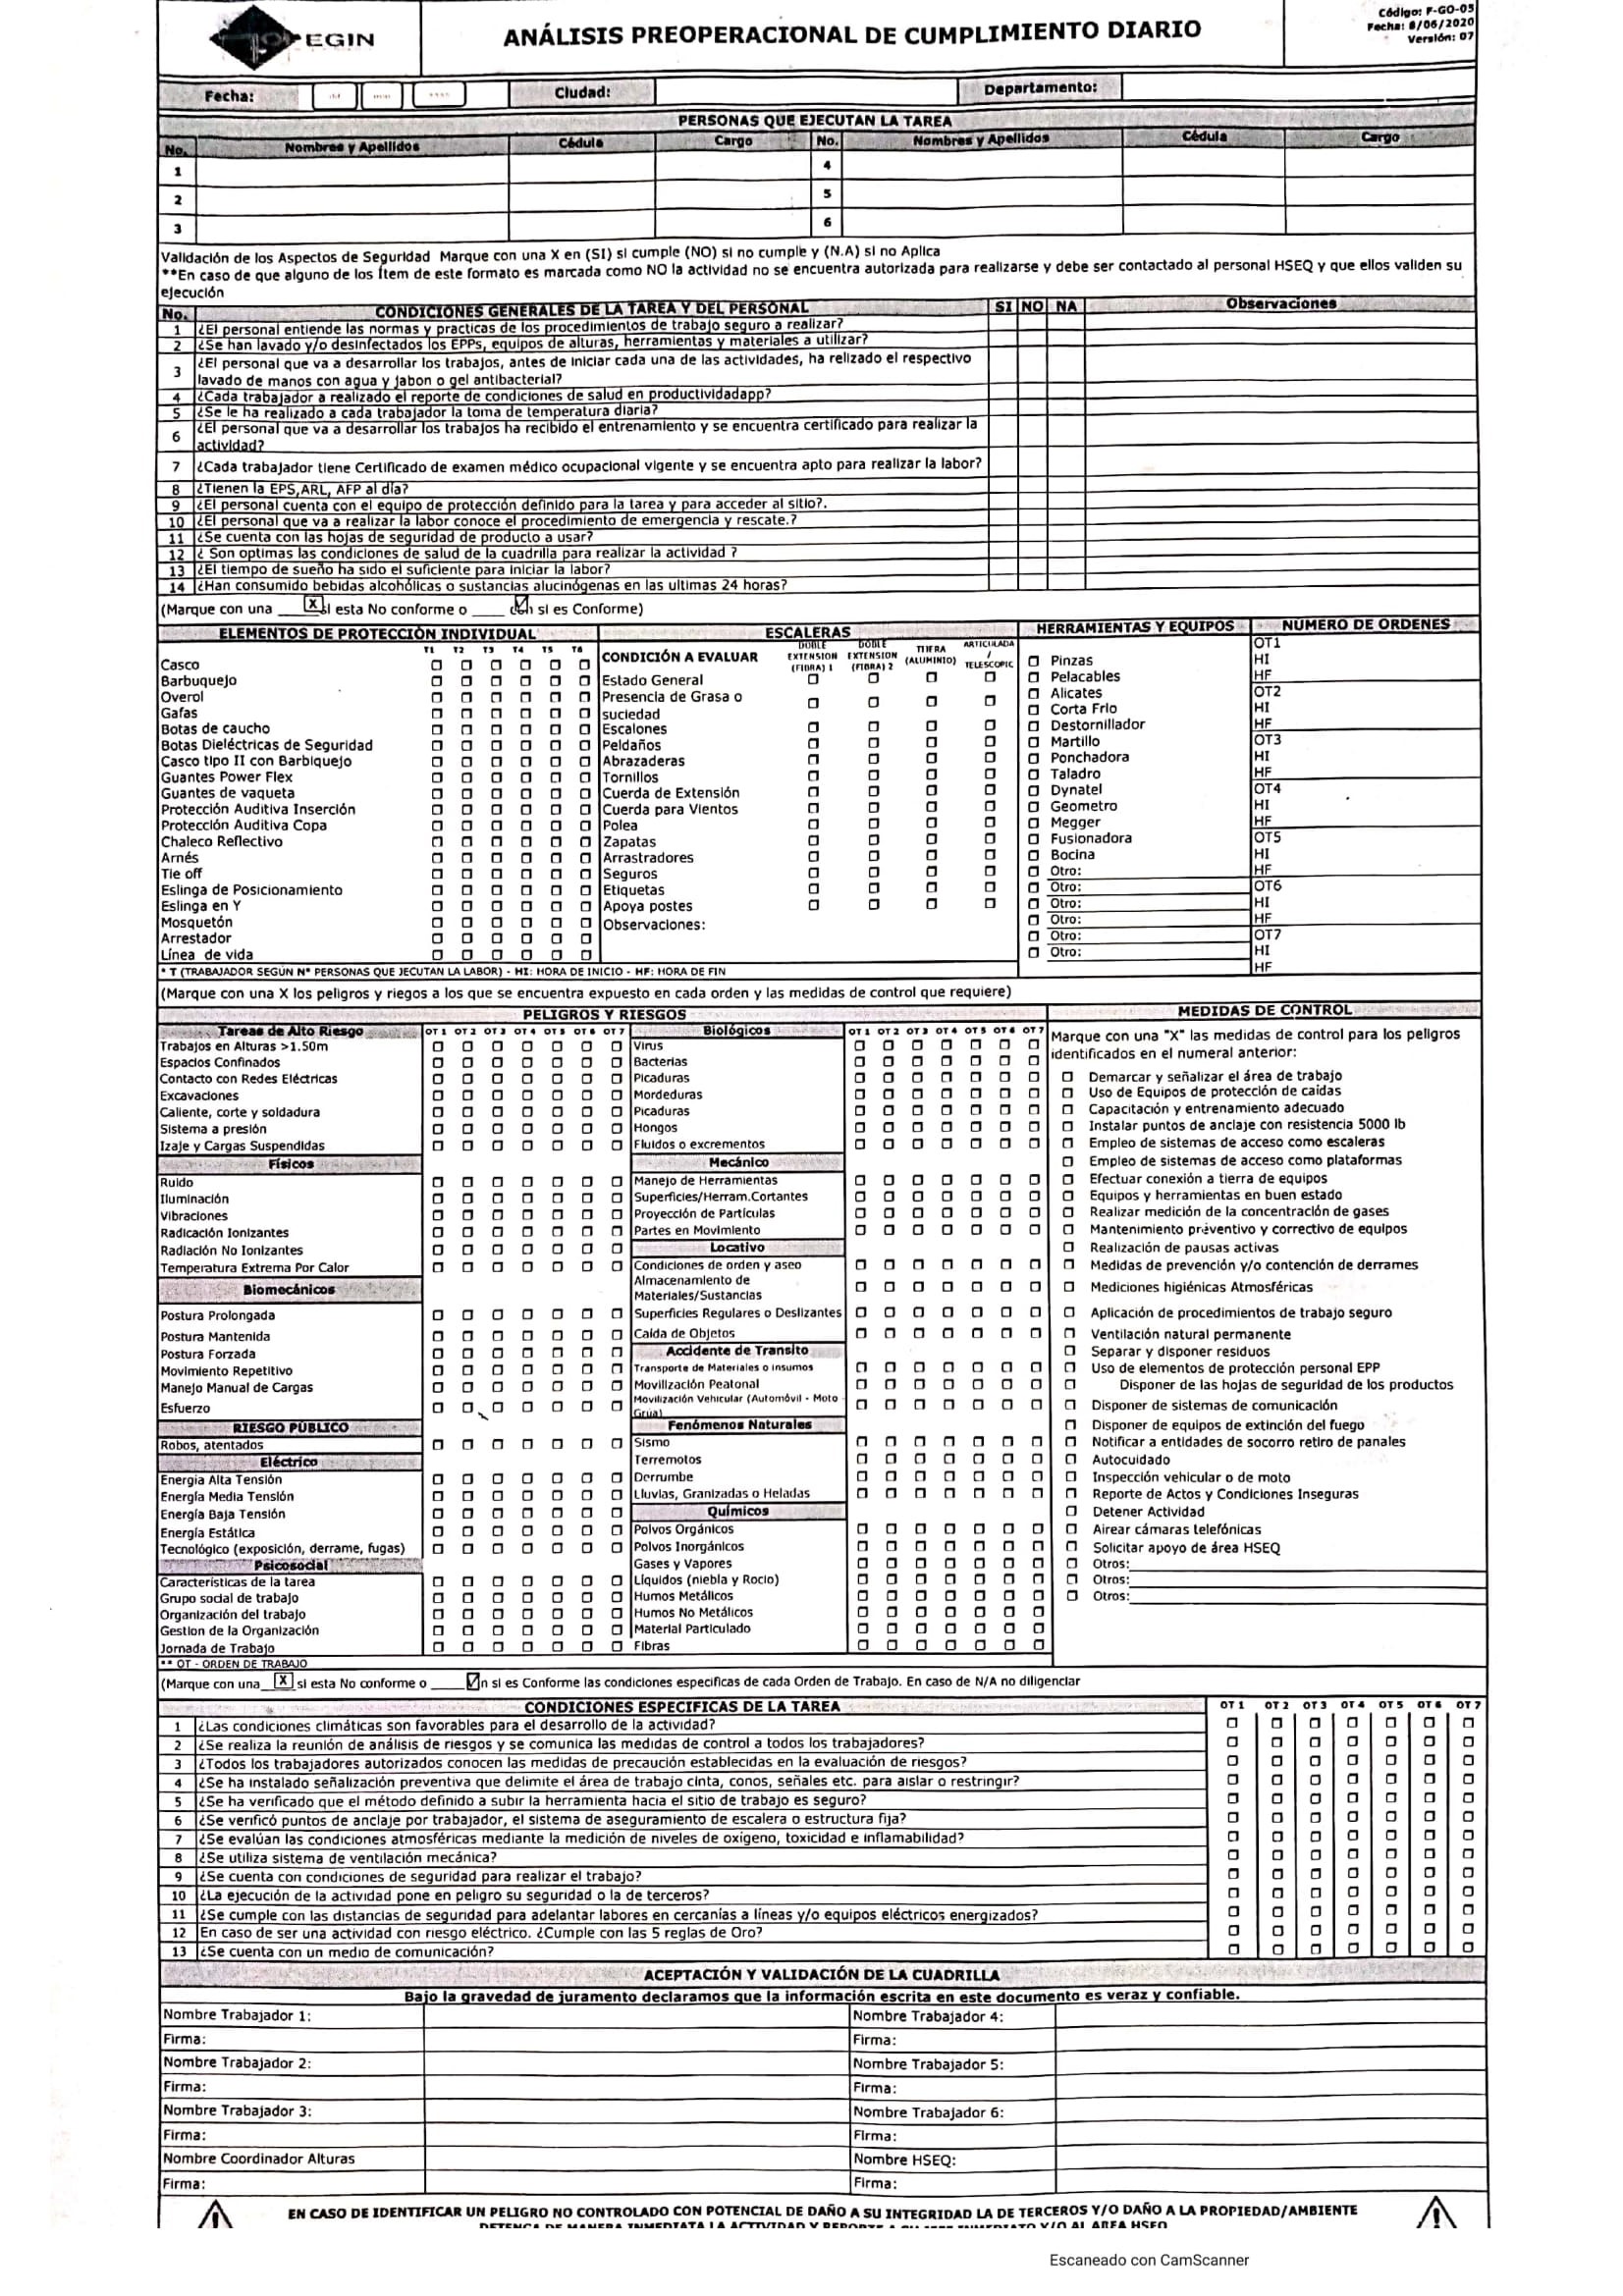 EGIN
ANÁLISIS PREOPERACIONAL DE CUMPLIMIENTO DIARIO
Código: F-GO-05
Fecha: 8/06/2020
Versión: 07
Fecha: Ciudad: Departamento:
PERSONAS QUE EJECUTAN LA TAREA
No. Nombres y Apellidos Cédula Cargo No. Nombres y Apellidos Cédula Cargo
1 4
2 5
3 6
Validación de los Aspectos de Seguridad Marque con una X en (SI) si cumple (NO) si no cumple y (N.A) si no Aplica
**En caso de que alguno de los Ítem de este formato es marcada como NO la actividad no se encuentra autorizada para realizarse y debe ser contactado al personal HSEQ y que ellos validen su
ejecución
No. CONDICIONES GENERALES DE LA TAREA Y DEL PERSONAL SI NO NA Observaciones
1 ¿El personal entiende las normas y practicas de los procedimientos de trabajo seguro a realizar?
2 ¿Se han lavado y/o desinfectados los EPPs, equipos de alturas, herramientas y materiales a utilizar?
3 ¿El personal que va a desarrollar los trabajos, antes de iniciar cada una de las actividades, ha relizado el respectivo
lavado de manos con agua y jabon o gel antibacterial?
4 ¿Cada trabajador a realizado el reporte de condiciones de salud en productividadapp?
5 ¿Se le ha realizado a cada trabajador la toma de temperatura diaria?
6 ¿El personal que va a desarrollar los trabajos ha recibido el entrenamiento y se encuentra certificado para realizar la
actividad?
7 ¿Cada trabajador tiene Certificado de examen médico ocupacional vigente y se encuentra apto para realizar la labor?
8 ¿Tienen la EPS,ARL, AFP al día?
9 ¿El personal cuenta con el equipo de protección definido para la tarea y para acceder al sitio?.
10 ¿El personal que va a realizar la labor conoce el procedimiento de emergencia y rescate.?
11 ¿Se cuenta con las hojas de seguridad de producto a usar?
12 ¿ Son optimas las condiciones de salud de la cuadrilla para realizar la actividad ?
13 ¿El tiempo de sueño ha sido el suficiente para iniciar la labor?
14 ¿Han consumido bebidas alcohólicas o sustancias alucinógenas en las ultimas 24 horas?
(Marque con una X si esta No conforme o con si es Conforme)
ELEMENTOS DE PROTECCIÓN INDIVIDUAL
T1 T2 T3 T4 T5 T6
Casco
Barbuquejo
Overol
Gafas
Botas de caucho
Botas Dieléctricas de Seguridad
Casco tipo II con Barbiquejo
Guantes Power Flex
Guantes de vaqueta
Protección Auditiva Inserción
Protección Auditiva Copa
Chaleco Reflectivo
Arnés
Tie off
Eslinga de Posicionamiento
Eslinga en Y
Mosquetón
Arrestador
Línea de vida
ESCALERAS
CONDICIÓN A EVALUAR
DOBLE EXTENSION (FIBRA) 1
DOBLE EXTENSION (FIBRA) 2
TIJERA (ALUMINIO)
ARTICULADA / TELESCOPIC
Estado General
Presencia de Grasa o
suciedad
Escalones
Peldaños
Abrazaderas
Tornillos
Cuerda de Extensión
Cuerda para Vientos
Polea
Zapatas
Arrastradores
Seguros
Etiquetas
Apoya postes
Observaciones:
HERRAMIENTAS Y EQUIPOS
Pinzas
Pelacables
Alicates
Corta Frio
Destornillador
Martillo
Ponchadora
Taladro
Dynatel
Geometro
Megger
Fusionadora
Bocina
Otro:
Otro:
Otro:
Otro:
Otro:
Otro:
NUMERO DE ORDENES
OT1
HI
HF
OT2
HI
HF
OT3
HI
HF
OT4
HI
HF
OT5
HI
HF
OT6
HI
HF
OT7
HI
HF
* T (TRABAJADOR SEGÚN Nº PERSONAS QUE JECUTAN LA LABOR) - HI: HORA DE INICIO - HF: HORA DE FIN
(Marque con una X los peligros y riegos a los que se encuentra expuesto en cada orden y las medidas de control que requiere)
PELIGROS Y RIESGOS
Tareas de Alto Riesgo OT 1 OT 2 OT 3 OT 4 OT 5 OT 6 OT 7
Trabajos en Alturas >1.50m
Espacios Confinados
Contacto con Redes Eléctricas
Excavaciones
Caliente, corte y soldadura
Sistema a presión
Izaje y Cargas Suspendidas
Físicos
Ruido
Iluminación
Vibraciones
Radicación Ionizantes
Radiación No Ionizantes
Temperatura Extrema Por Calor
Biomecánicos
Postura Prolongada
Postura Mantenida
Postura Forzada
Movimiento Repetitivo
Manejo Manual de Cargas
Esfuerzo
RIESGO PÚBLICO
Robos, atentados
Eléctrico
Energía Alta Tensión
Energía Media Tensión
Energía Baja Tensión
Energía Estática
Tecnológico (exposición, derrame, fugas)
Psicosocial
Características de la tarea
Grupo social de trabajo
Organización del trabajo
Gestion de la Organización
Jornada de Trabajo
Biológicos OT 1 OT 2 OT 3 OT 4 OT 5 OT 6 OT 7
Virus
Bacterias
Picaduras
Mordeduras
Picaduras
Hongos
Fluidos o excrementos
Mecánico
Manejo de Herramientas
Superficies/Herram.Cortantes
Proyección de Partículas
Partes en Movimiento
Locativo
Condiciones de orden y aseo
Almacenamiento de
Materiales/Sustancias
Superficies Regulares o Deslizantes
Caída de Objetos
Accidente de Transito
Transporte de Materiales o insumos
Movilización Peatonal
Movilización Vehicular (Automóvil - Moto -
Grua)
Fenómenos Naturales
Sismo
Terremotos
Derrumbe
Lluvias, Granizadas o Heladas
Químicos
Polvos Orgánicos
Polvos Inorgánicos
Gases y Vapores
Líquidos (niebla y Rocio)
Humos Metálicos
Humos No Metálicos
Material Particulado
Fibras
MEDIDAS DE CONTROL
Marque con una "X" las medidas de control para los peligros
identificados en el numeral anterior:
Demarcar y señalizar el área de trabajo
Uso de Equipos de protección de caídas
Capacitación y entrenamiento adecuado
Instalar puntos de anclaje con resistencia 5000 lb
Empleo de sistemas de acceso como escaleras
Empleo de sistemas de acceso como plataformas
Efectuar conexión a tierra de equipos
Equipos y herramientas en buen estado
Realizar medición de la concentración de gases
Mantenimiento preventivo y correctivo de equipos
Realización de pausas activas
Medidas de prevención y/o contención de derrames
Mediciones higiénicas Atmosféricas
Aplicación de procedimientos de trabajo seguro
Ventilación natural permanente
Separar y disponer residuos
Uso de elementos de protección personal EPP
Disponer de las hojas de seguridad de los productos
Disponer de sistemas de comunicación
Disponer de equipos de extinción del fuego
Notificar a entidades de socorro retiro de panales
Autocuidado
Inspección vehicular o de moto
Reporte de Actos y Condiciones Inseguras
Detener Actividad
Airear cámaras telefónicas
Solicitar apoyo de área HSEQ
Otros:
Otros:
Otros:
** OT - ORDEN DE TRABAJO
(Marque con una X si esta No conforme o n si es Conforme las condiciones especificas de cada Orden de Trabajo. En caso de N/A no diligenciar
CONDICIONES ESPECIFICAS DE LA TAREA OT 1 OT 2 OT 3 OT 4 OT 5 OT 6 OT 7
1 ¿Las condiciones climáticas son favorables para el desarrollo de la actividad?
2 ¿Se realiza la reunión de análisis de riesgos y se comunica las medidas de control a todos los trabajadores?
3 ¿Todos los trabajadores autorizados conocen las medidas de precaución establecidas en la evaluación de riesgos?
4 ¿Se ha instalado señalización preventiva que delimite el área de trabajo cinta, conos, señales etc. para aislar o restringir?
5 ¿Se ha verificado que el método definido a subir la herramienta hacia el sitio de trabajo es seguro?
6 ¿Se verificó puntos de anclaje por trabajador, el sistema de aseguramiento de escalera o estructura fija?
7 ¿Se evalúan las condiciones atmosféricas mediante la medición de niveles de oxigeno, toxicidad e inflamabilidad?
8 ¿Se utiliza sistema de ventilación mecánica?
9 ¿Se cuenta con condiciones de seguridad para realizar el trabajo?
10 ¿La ejecución de la actividad pone en peligro su seguridad o la de terceros?
11 ¿Se cumple con las distancias de seguridad para adelantar labores en cercanías a líneas y/o equipos eléctricos energizados?
12 En caso de ser una actividad con riesgo eléctrico. ¿Cumple con las 5 reglas de Oro?
13 ¿Se cuenta con un medio de comunicación?
ACEPTACIÓN Y VALIDACIÓN DE LA CUADRILLA
Bajo la gravedad de juramento declaramos que la información escrita en este documento es veraz y confiable.
Nombre Trabajador 1: Nombre Trabajador 4:
Firma: Firma:
Nombre Trabajador 2: Nombre Trabajador 5:
Firma: Firma:
Nombre Trabajador 3: Nombre Trabajador 6:
Firma: Firma:
Nombre Coordinador Alturas Nombre HSEQ:
Firma: Firma:
EN CASO DE IDENTIFICAR UN PELIGRO NO CONTROLADO CON POTENCIAL DE DAÑO A SU INTEGRIDAD LA DE TERCEROS Y/O DAÑO A LA PROPIEDAD/AMBIENTE
DETENGA DE MANERA INMEDIATA LA ACTIVIDAD Y REPORTE A SU JEFE INMEDIATO Y/O AL AREA HSEQ
Escaneado con CamScanner